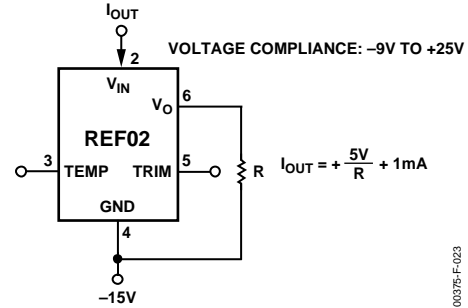 IOUT
VOLTAGE COMPLIANCE: –9V TO +25V
2
VIN
VO
6
REF02
3
TEMP
TRIM
5
R
IOUT = + 5V/R + 1mA
GND
4
–15V
00375-F-023